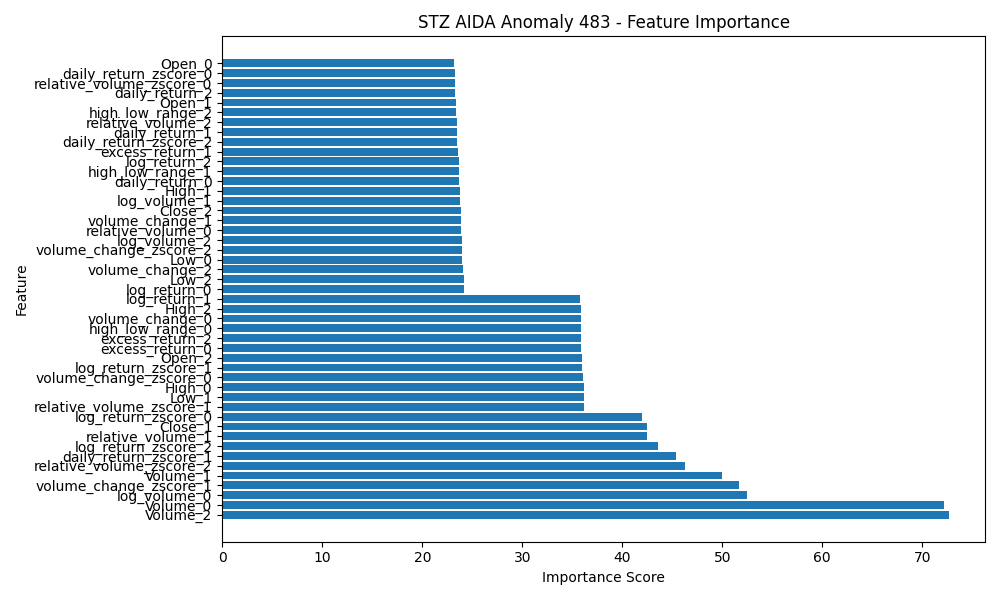 STZ AIDA Anomaly 483 - Feature Importance
Feature
Open_0
daily_return_zscore_0
relative_volume_zscore_0
daily_return_2
Open_1
high_low_range_2
relative_volume_2
daily_return_1
daily_return_zscore_2
excess_return_1
log_return_2
high_low_range_1
daily_return_0
High_1
log_volume_1
Close_2
volume_change_1
relative_volume_0
log_volume_2
volume_change_zscore_2
Low_0
volume_change_2
Low_2
log_return_0
log_return_1
High_2
volume_change_0
high_low_range_0
excess_return_2
excess_return_0
Open_2
log_return_zscore_1
volume_change_zscore_0
High_0
Low_1
relative_volume_zscore_1
log_return_zscore_0
Close_1
relative_volume_1
log_return_zscore_2
daily_return_zscore_1
relative_volume_zscore_2
Volume_1
volume_change_zscore_1
log_volume_0
Volume_0
Volume_2
0 10 20 30 40 50 60 70
Importance Score